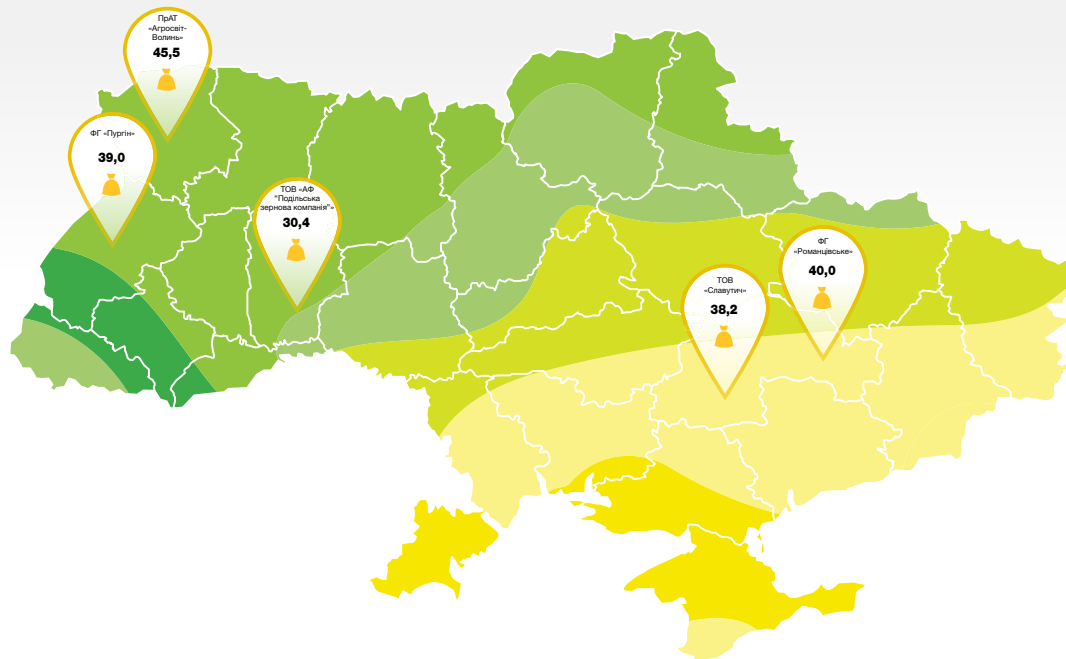 ПрАТ
«Агросвіт-
Волинь»
45,5
ФГ «Пургін»
39,0
ТОВ «АФ
"Подільська
зернова компанія"»
30,4
ТОВ
«Славутич»
38,2
ФГ
«Романцівське»
40,0